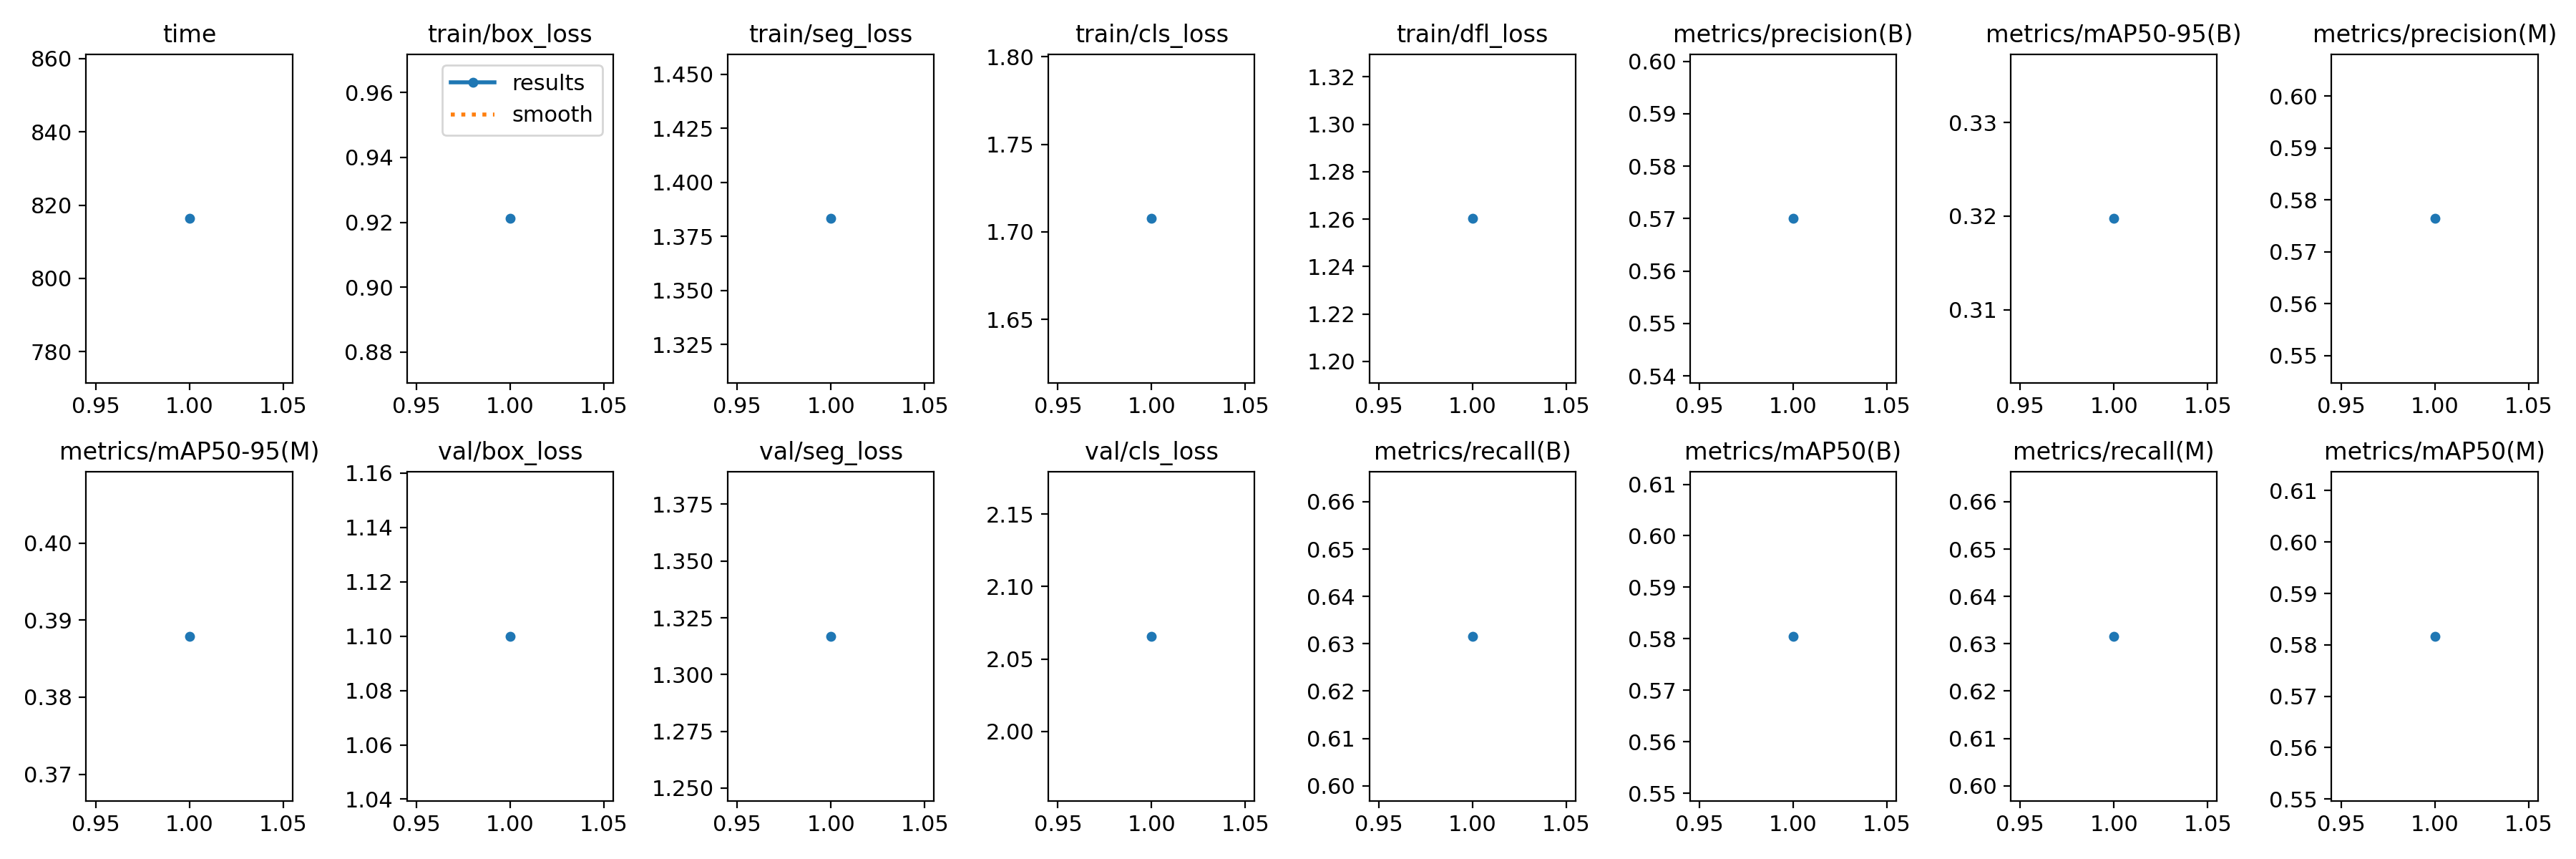 time
860
840
820
800
780
0.95 1.00 1.05
train/box_loss
results
smooth
0.96
0.94
0.92
0.90
0.88
0.95 1.00 1.05
train/seg_loss
1.450
1.425
1.400
1.375
1.350
1.325
0.95 1.00 1.05
train/cls_loss
1.80
1.75
1.70
1.65
0.95 1.00 1.05
train/dfl_loss
1.32
1.30
1.28
1.26
1.24
1.22
1.20
0.95 1.00 1.05
metrics/precision(B)
0.60
0.59
0.58
0.57
0.56
0.55
0.54
0.95 1.00 1.05
metrics/mAP50-95(B)
0.33
0.32
0.31
0.95 1.00 1.05
metrics/precision(M)
0.60
0.59
0.58
0.57
0.56
0.55
0.95 1.00 1.05
metrics/mAP50-95(M)
0.40
0.39
0.38
0.37
0.95 1.00 1.05
val/box_loss
1.16
1.14
1.12
1.10
1.08
1.06
1.04
0.95 1.00 1.05
val/seg_loss
1.375
1.350
1.325
1.300
1.275
1.250
0.95 1.00 1.05
val/cls_loss
2.15
2.10
2.05
2.00
0.95 1.00 1.05
metrics/recall(B)
0.66
0.65
0.64
0.63
0.62
0.61
0.60
0.95 1.00 1.05
metrics/mAP50(B)
0.61
0.60
0.59
0.58
0.57
0.56
0.55
0.95 1.00 1.05
metrics/recall(M)
0.66
0.65
0.64
0.63
0.62
0.61
0.60
0.95 1.00 1.05
metrics/mAP50(M)
0.61
0.60
0.59
0.58
0.57
0.56
0.55
0.95 1.00 1.05